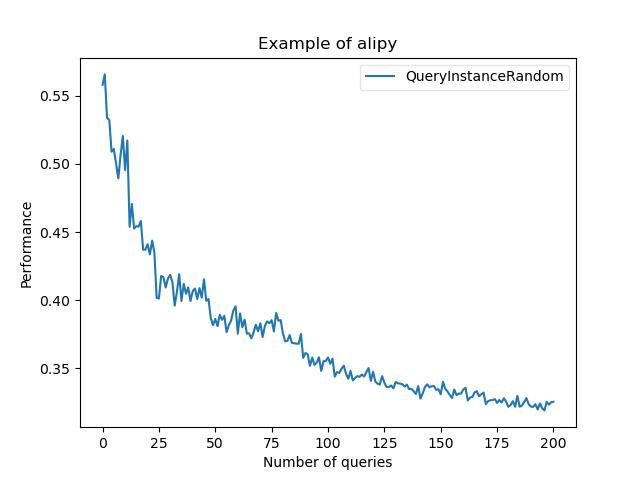 Example of alipy
QueryInstanceRandom
Performance
0.55
0.50
0.45
0.40
0.35
0 25 50 75 100 125 150 175 200
Number of queries